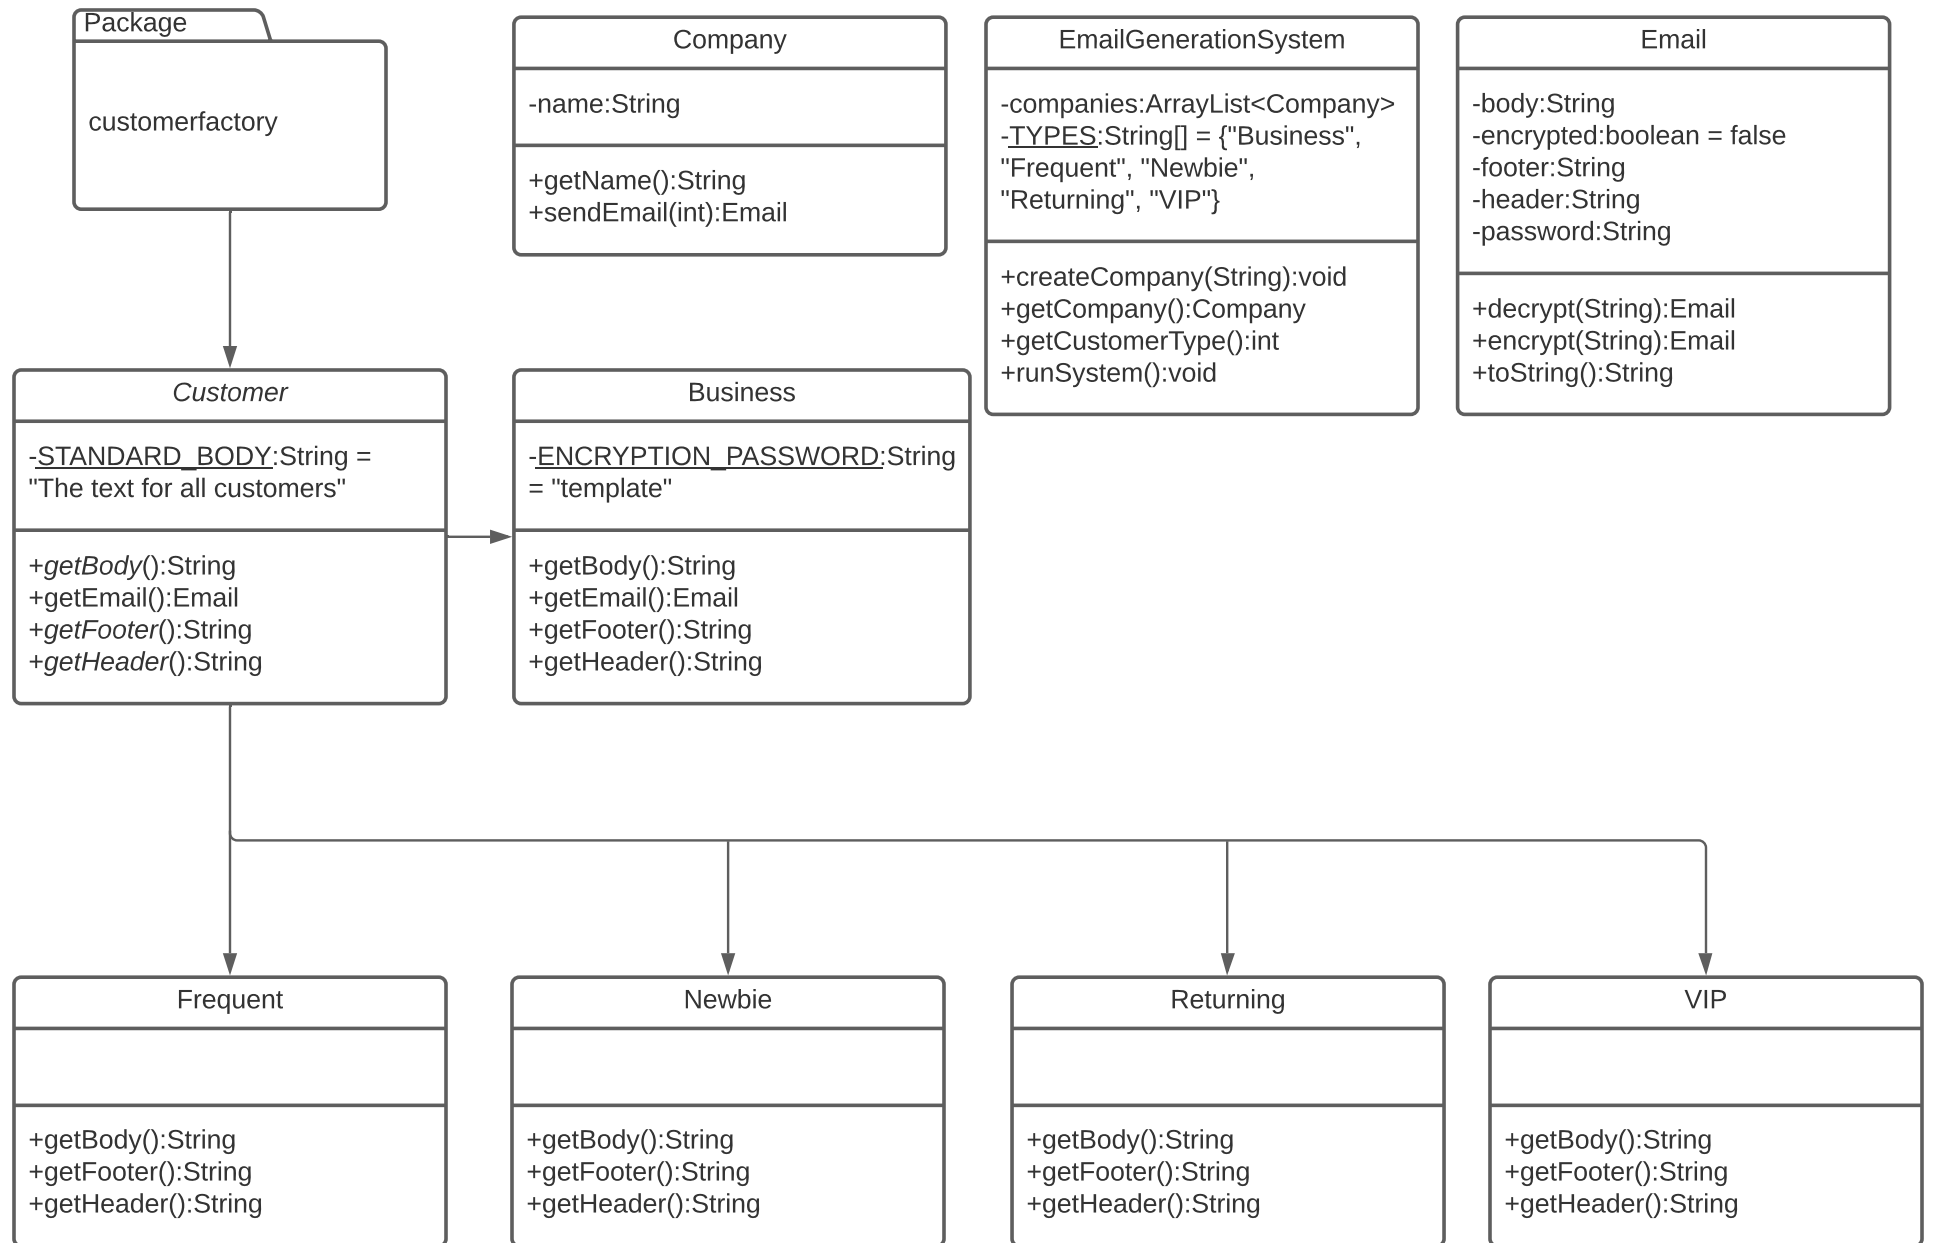 Package
customerfactory
Company
-name:String
+getName():String
+sendEmail(int):Email
EmailGenerationSystem
-companies:ArrayList<Company>
-TYPES:String[] = {"Business",
"Frequent", "Newbie",
"Returning", "VIP"}
+createCompany(String):void
+getCompany():Company
+getCustomerType():int
+runSystem():void
Email
-body:String
-encrypted:boolean = false
-footer:String
-header:String
-password:String
+decrypt(String):Email
+encrypt(String):Email
+toString():String
Customer
-STANDARD_BODY:String =
"The text for all customers"
+getBody():String
+getEmail():Email
+getFooter():String
+getHeader():String
Business
-ENCRYPTION_PASSWORD:String
= "template"
+getBody():String
+getEmail():Email
+getFooter():String
+getHeader():String
Frequent
+getBody():String
+getFooter():String
+getHeader():String
Newbie
+getBody():String
+getFooter():String
+getHeader():String
Returning
+getBody():String
+getFooter():String
+getHeader():String
VIP
+getBody():String
+getFooter():String
+getHeader():String